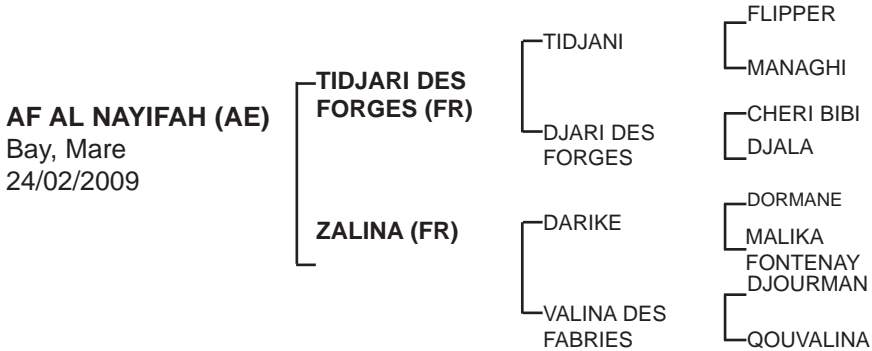 AF AL NAYIFAH (AE)
Bay, Mare
24/02/2009
TIDJARI DES
FORGES (FR)
ZALINA (FR)
TIDJANI
DJARI DES
FORGES
DARIKE
VALINA DES
FABRIES
FLIPPER
MANAGHI
CHERI BIBI
DJALA
DORMANE
MALIKA
FONTENAY
DJOURMAN
QOUVALINA